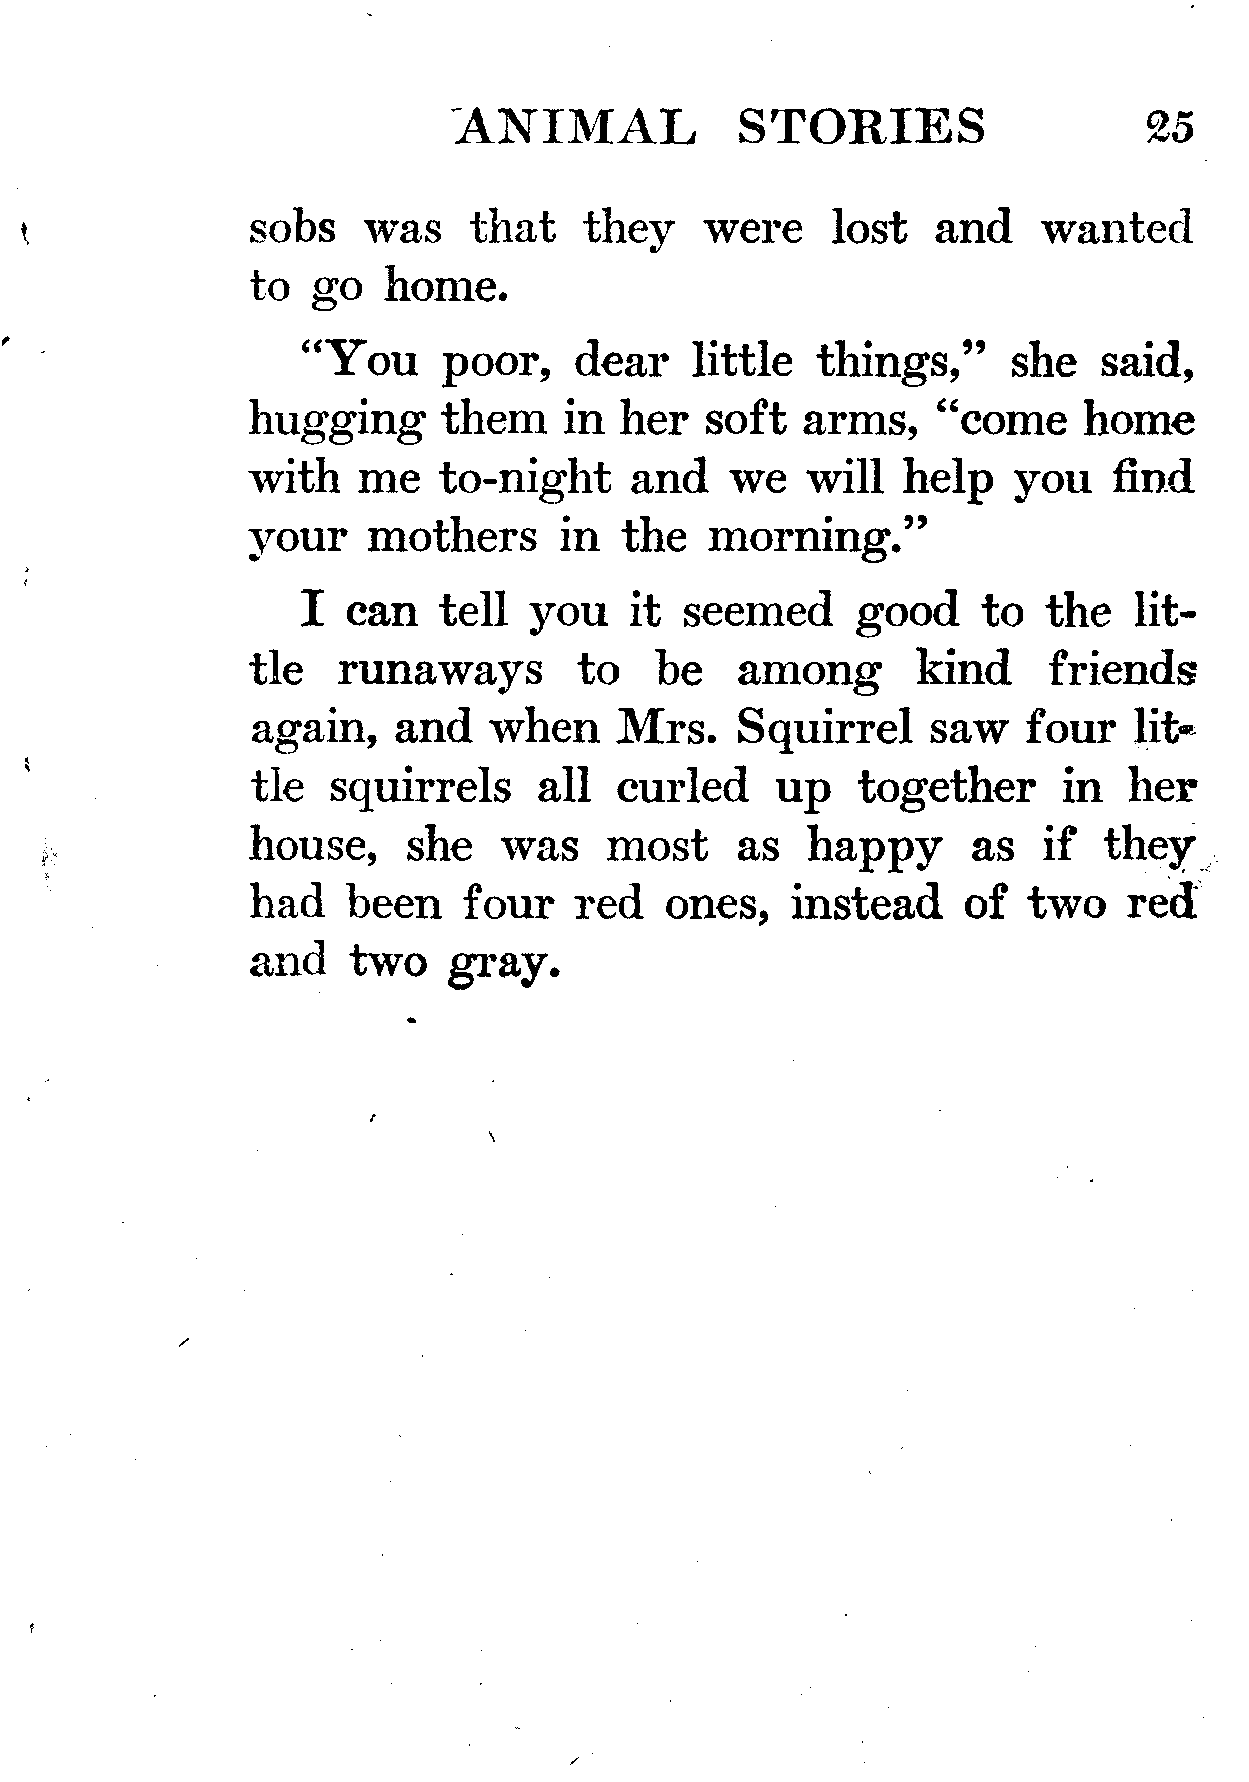 ANIMAL STORIES 25
sobs was that they were lost and wanted
to go home.
“You poor, dear little things,” she said,
hugging them in her soft arms, “come home
with me to-night and we will help you find
your mothers in the morning.”
I can tell you it seemed good to the lit-
tle runaways to be among kind friends
again, and when Mrs. Squirrel saw four lit-
tle squirrels all curled up together in her
house, she was most as happy as if they
had been four red ones, instead of two red
and two gray.